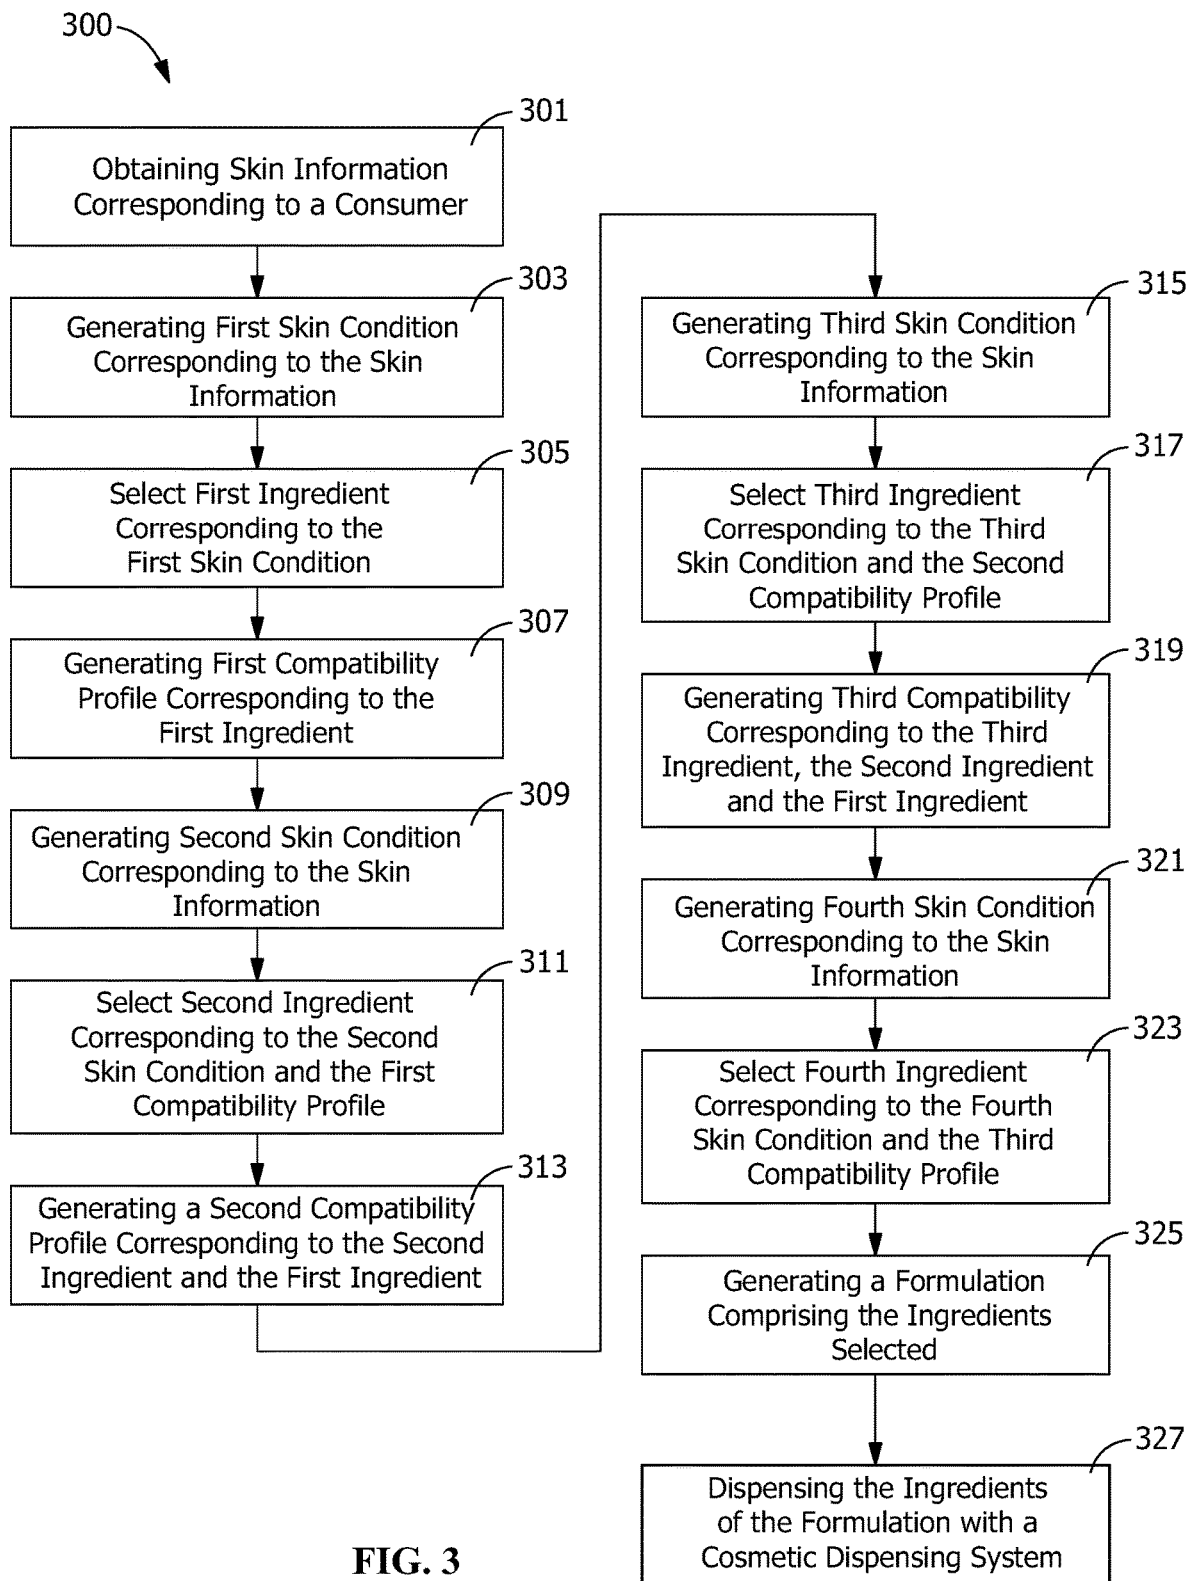 300
301
Obtaining Skin Information
Corresponding to a Consumer
303
Generating First Skin Condition
Corresponding to the Skin
Information
305
Select First Ingredient
Corresponding to the
First Skin Condition
307
Generating First Compatibility
Profile Corresponding to the
First Ingredient
309
Generating Second Skin Condition
Corresponding to the Skin
Information
311
Select Second Ingredient
Corresponding to the Second
Skin Condition and the First
Compatibility Profile
313
Generating a Second Compatibility
Profile Corresponding to the Second
Ingredient and the First Ingredient
315
Generating Third Skin Condition
Corresponding to the Skin
Information
317
Select Third Ingredient
Corresponding to the Third
Skin Condition and the Second
Compatibility Profile
319
Generating Third Compatibility
Corresponding to the Third
Ingredient, the Second Ingredient
and the First Ingredient
321
Generating Fourth Skin Condition
Corresponding to the Skin
Information
323
Select Fourth Ingredient
Corresponding to the Fourth
Skin Condition and the Third
Compatibility Profile
325
Generating a Formulation
Comprising the Ingredients
Selected
327
Dispensing the Ingredients
of the Formulation with a
Cosmetic Dispensing System
FIG. 3